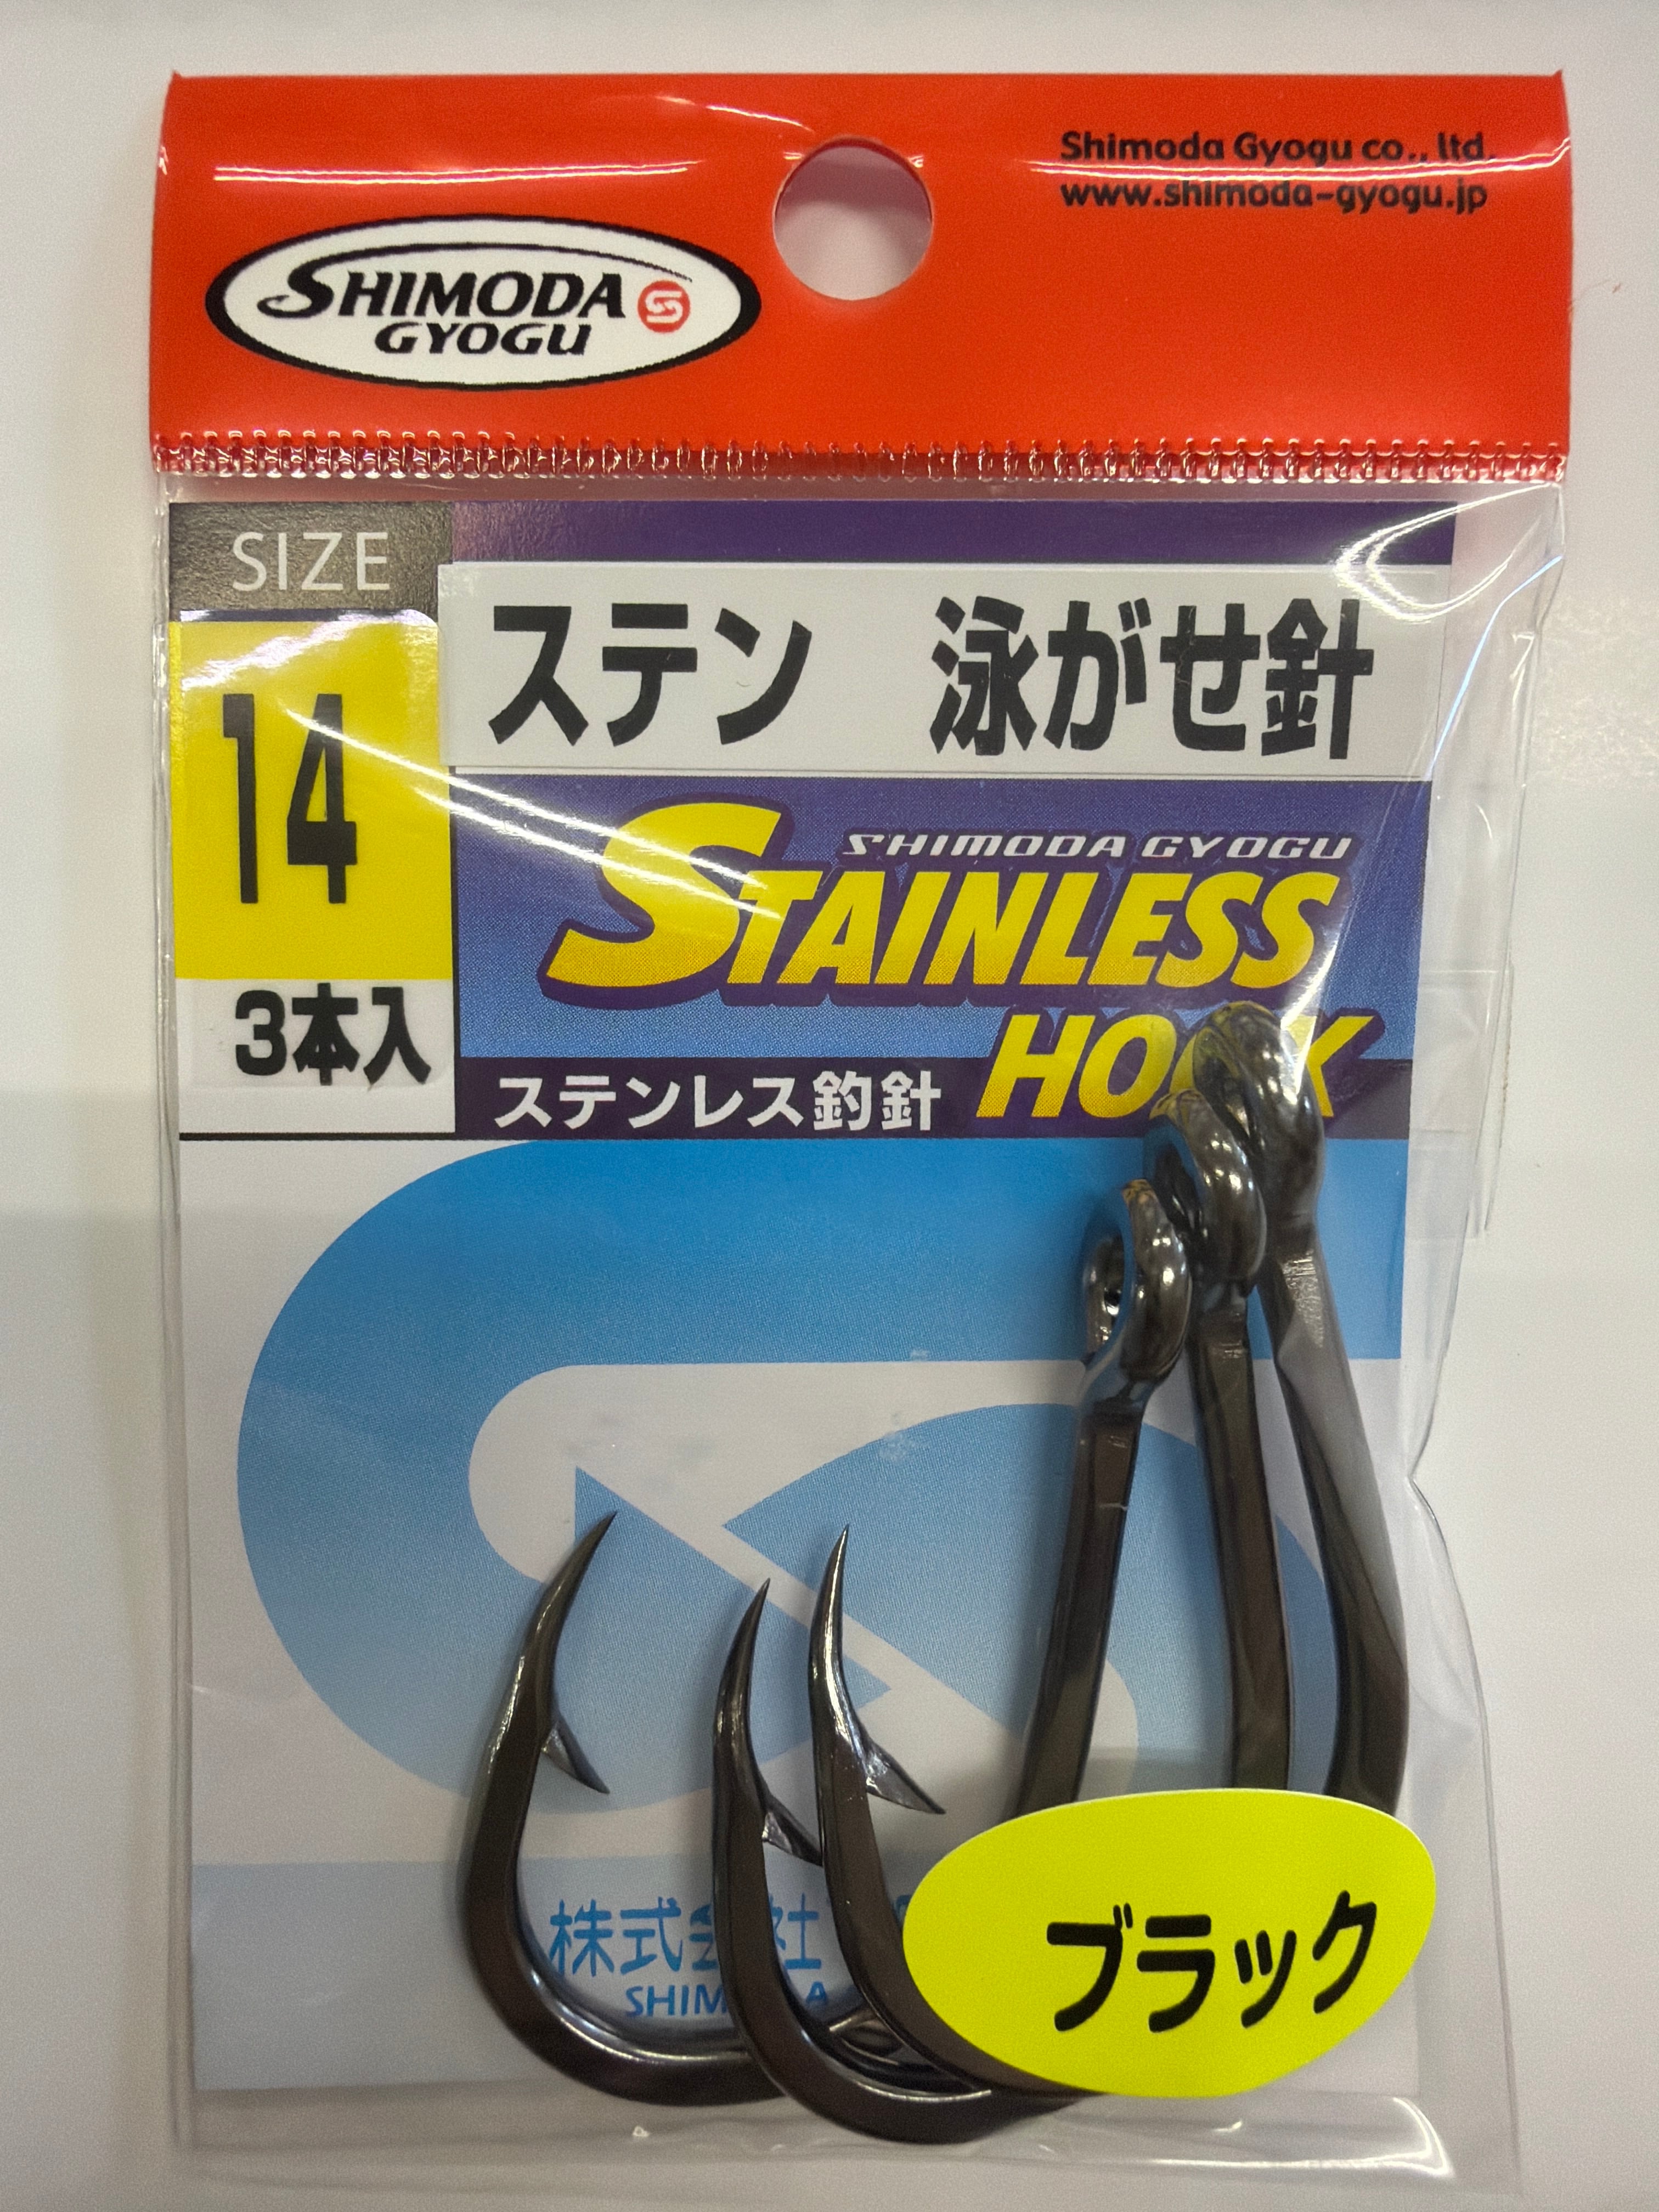 Shimoda Gyogu co., ltd.
www.shimoda-gyogu.jp
SHIMODA
GYOGU
SIZE
14
3本入
ステン　泳がせ針
SHIMODA GYOGU
STAINLESS
HOOK
ステンレス釣針
株式会社
ブラック